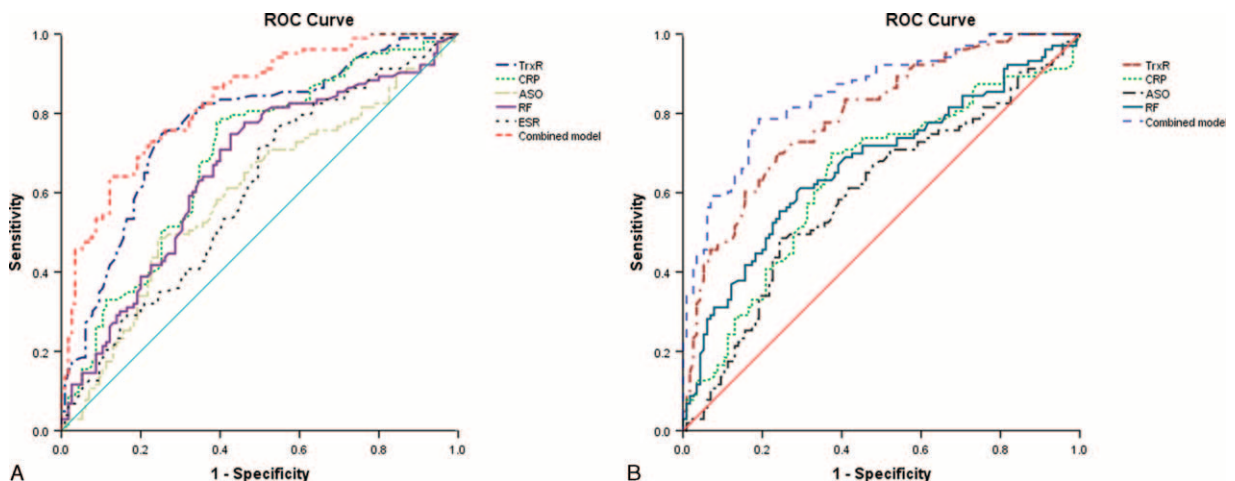 ROC Curve
1.0
0.8
0.6
0.4
0.2
0.0
Sensitivity
0.0 0.2 0.4 0.6 0.8 1.0
1 - Specificity
TrxR
CRP
ASO
RF
ESR
Combined model
A
ROC Curve
1.0
0.8
0.6
0.4
0.2
0.0
Sensitivity
0.0 0.2 0.4 0.6 0.8 1.0
1 - Specificity
TrxR
CRP
ASO
RF
Combined model
B